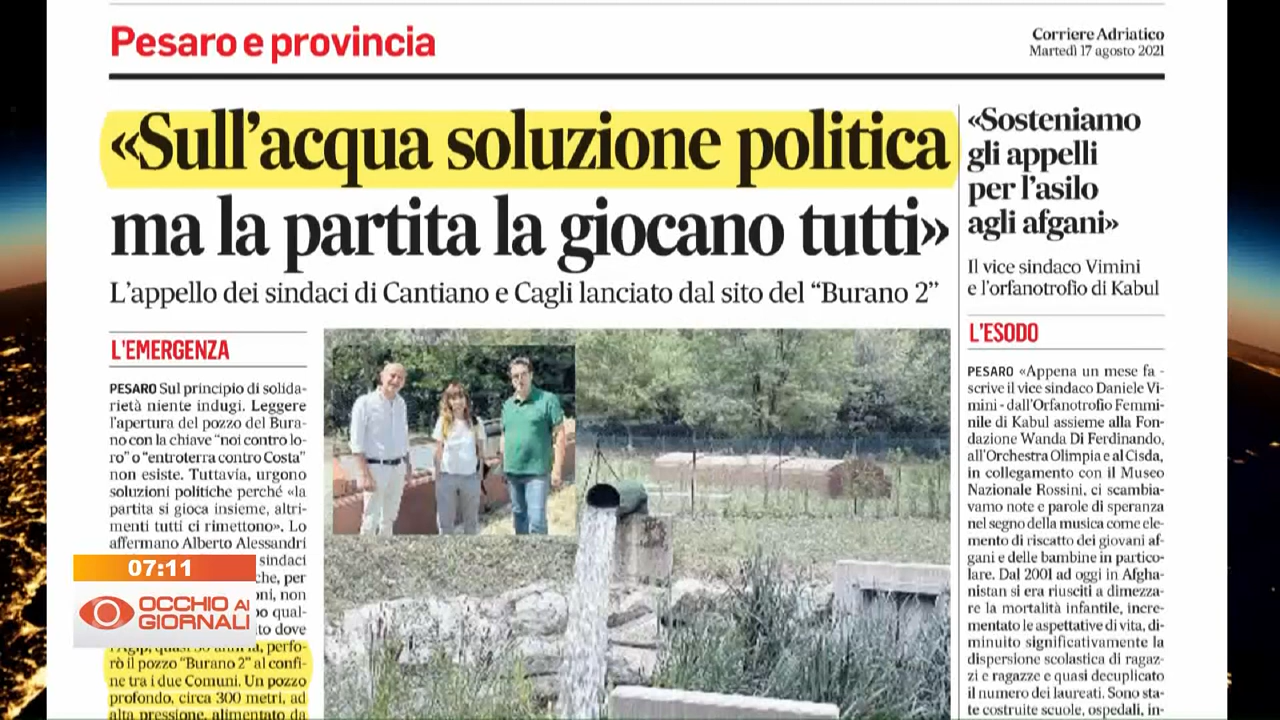 Pesaro e provincia
Corriere Adriatico
Martedì 17 agosto 2021
«Sull'acqua soluzione politica
ma la partita la giocano tutti»
L'appello dei sindaci di Cantiano e Cagli lanciato dal sito del "Burano 2"
L'EMERGENZA
PESARO Sul principio di solida-
rietà niente indugi. Leggere
l'apertura del pozzo del Bura-
no con la chiave "noi contro lo-
ro" o "entroterra contro Costa"
non esiste. Tuttavia, urgono
soluzioni politiche perché «la
partita si gioca insieme, altri-
menti tutti ci rimettono». Lo
affermano Alberto Alessandri
sindaci
che, per
oni, non
po qual-
ito dove
l'Agip, quasi 30 anni fa, perfo-
rò il pozzo "Burano 2" al confi-
ne tra i due Comuni. Un pozzo
profondo, circa 300 metri, ad
alta pressione, alimentato da
07:11
OCCHIO AI
GIORNALI
«Sosteniamo
gli appelli
per l'asilo
agli afgani»
Il vice sindaco Vimini
e l'orfanotrofio di Kabul
L'ESODO
PESARO «Appena un mese fa -
scrive il vice sindaco Daniele Vi-
mini - dall'Orfanotrofio Femmi-
nile di Kabul assieme alla Fon-
dazione Wanda Di Ferdinando,
all'Orchestra Olimpia e al Cisda,
in collegamento con il Museo
Nazionale Rossini, ci scambia-
vamo note e parole di speranza
nel segno della musica come ele-
mento di riscatto dei giovani af-
gani e delle bambine in partico-
lare. Dal 2001 ad oggi in Afgha-
nistan si era riusciti a dimezza-
re la mortalità infantile, incre-
mentato le aspettative di vita, di-
minuito significativamente la
dispersione scolastica di ragaz-
zi e ragazze e quasi decuplicato
il numero dei laureati. Sono sta-
te costruite scuole, ospedali, in-